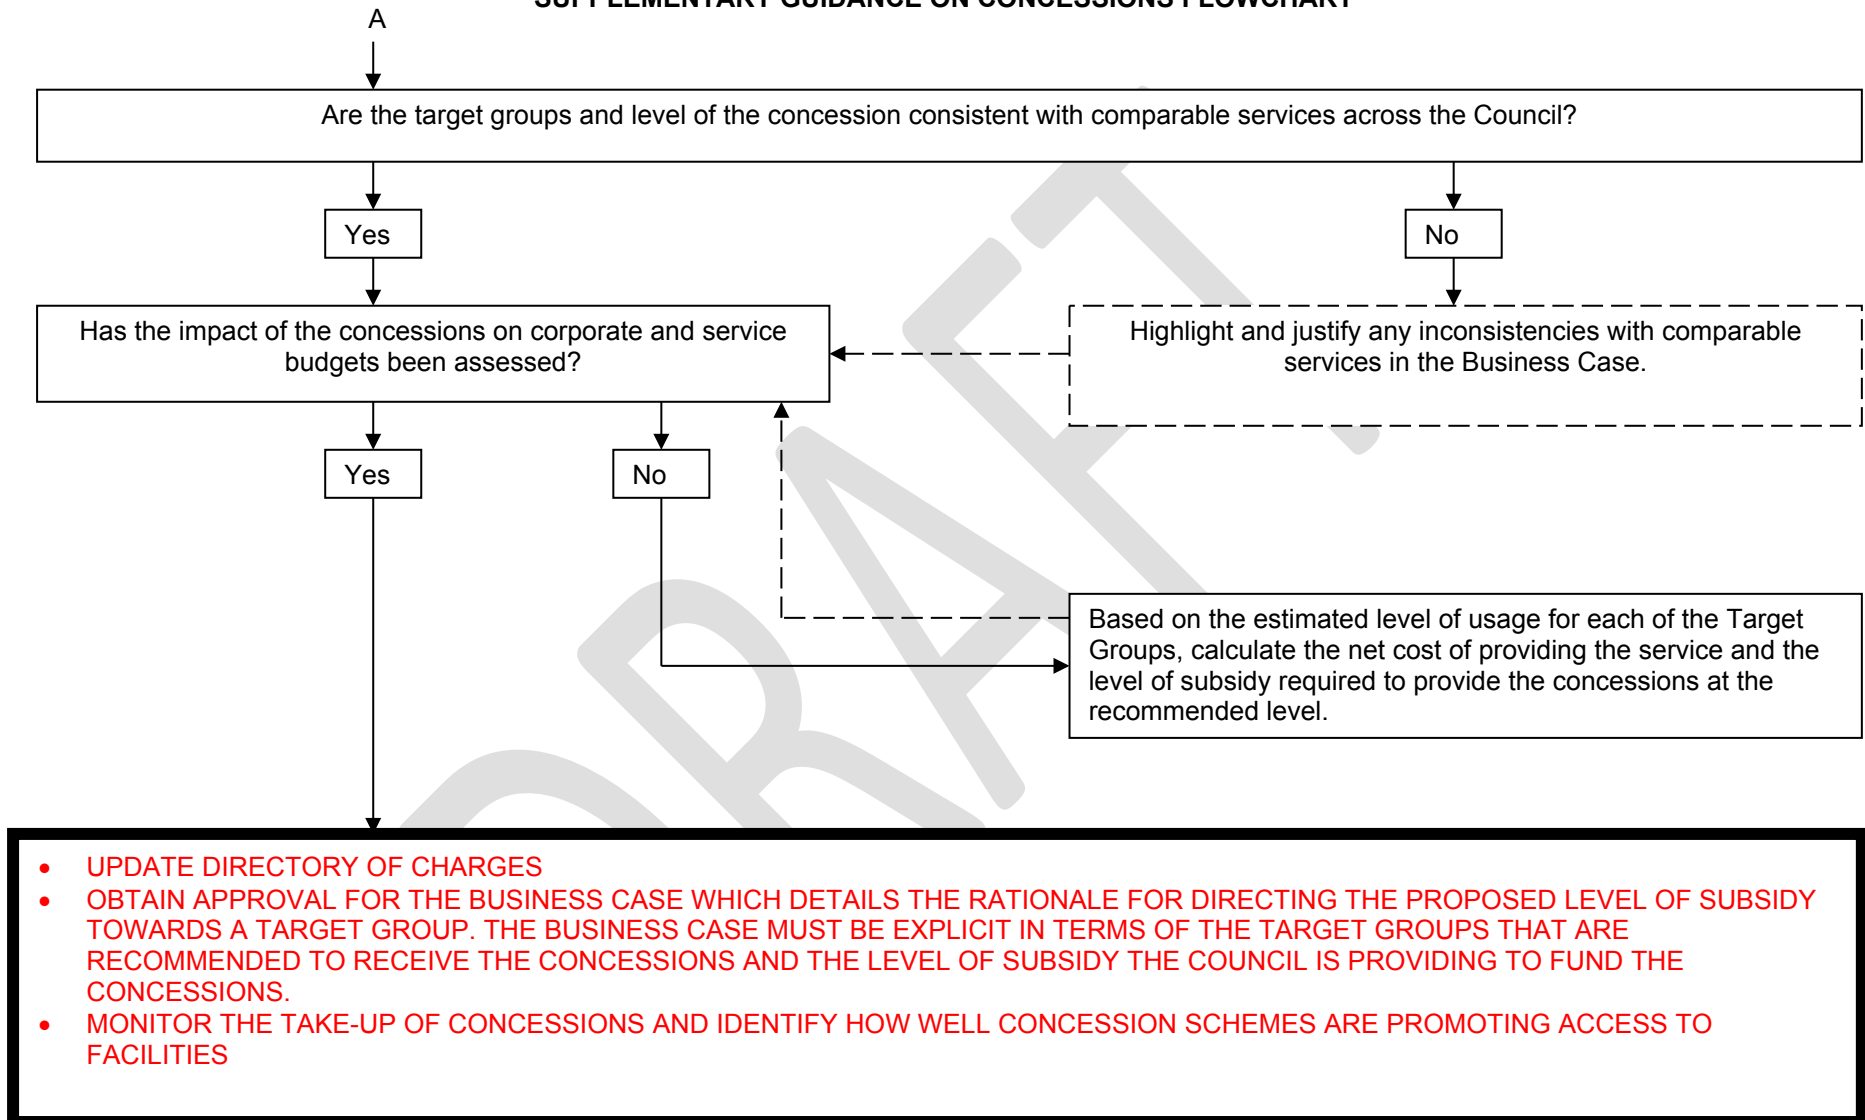 SUPPLEMENTARY GUIDANCE ON CONCESSIONS FLOWCHART
A
Are the target groups and level of the concession consistent with comparable services across the Council?
Yes
No
Has the impact of the concessions on corporate and service
budgets been assessed?
Highlight and justify any inconsistencies with comparable
services in the Business Case.
Yes
No
Based on the estimated level of usage for each of the Target
Groups, calculate the net cost of providing the service and the
level of subsidy required to provide the concessions at the
recommended level.
DRAFT
• UPDATE DIRECTORY OF CHARGES
• OBTAIN APPROVAL FOR THE BUSINESS CASE WHICH DETAILS THE RATIONALE FOR DIRECTING THE PROPOSED LEVEL OF SUBSIDY
TOWARDS A TARGET GROUP. THE BUSINESS CASE MUST BE EXPLICIT IN TERMS OF THE TARGET GROUPS THAT ARE
RECOMMENDED TO RECEIVE THE CONCESSIONS AND THE LEVEL OF SUBSIDY THE COUNCIL IS PROVIDING TO FUND THE
CONCESSIONS.
• MONITOR THE TAKE-UP OF CONCESSIONS AND IDENTIFY HOW WELL CONCESSION SCHEMES ARE PROMOTING ACCESS TO
FACILITIES